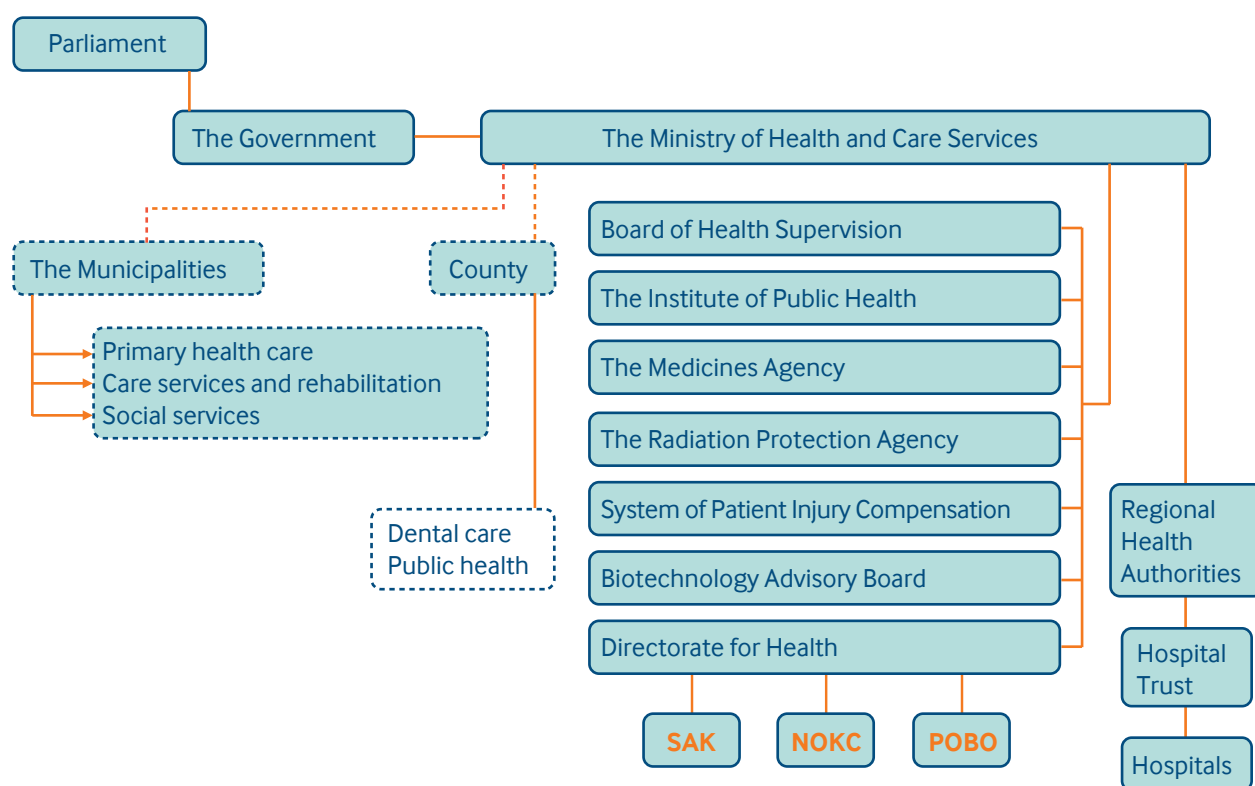 Parliament
The Government
The Ministry of Health and Care Services
The Municipalities
County
Primary health care
Care services and rehabilitation
Social services
Dental care
Public health
Board of Health Supervision
The Institute of Public Health
The Medicines Agency
The Radiation Protection Agency
System of Patient Injury Compensation
Biotechnology Advisory Board
Directorate for Health
SAK
NOKC
POBO
Regional
Health
Authorities
Hospital
Trust
Hospitals